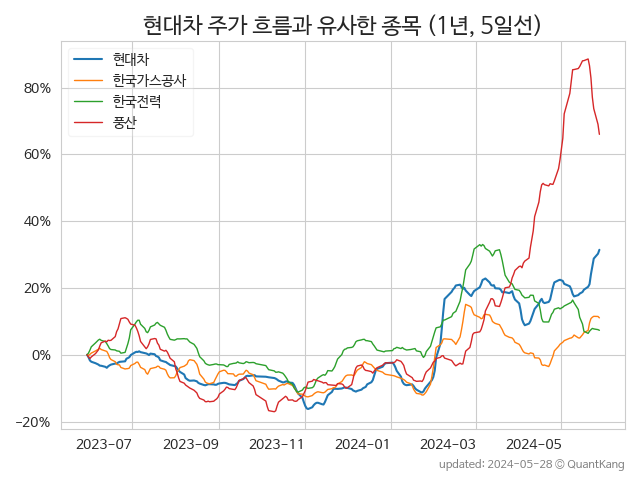 현대차 주가 흐름과 유사한 종목 (1년, 5일선)
현대차
한국가스공사
한국전력
풍산
80%
60%
40%
20%
0%
−20%
2023−07
2023−09
2023−11
2024−01
2024−03
2024−05
updated: 2024−05−28 ⓒ QuantKang